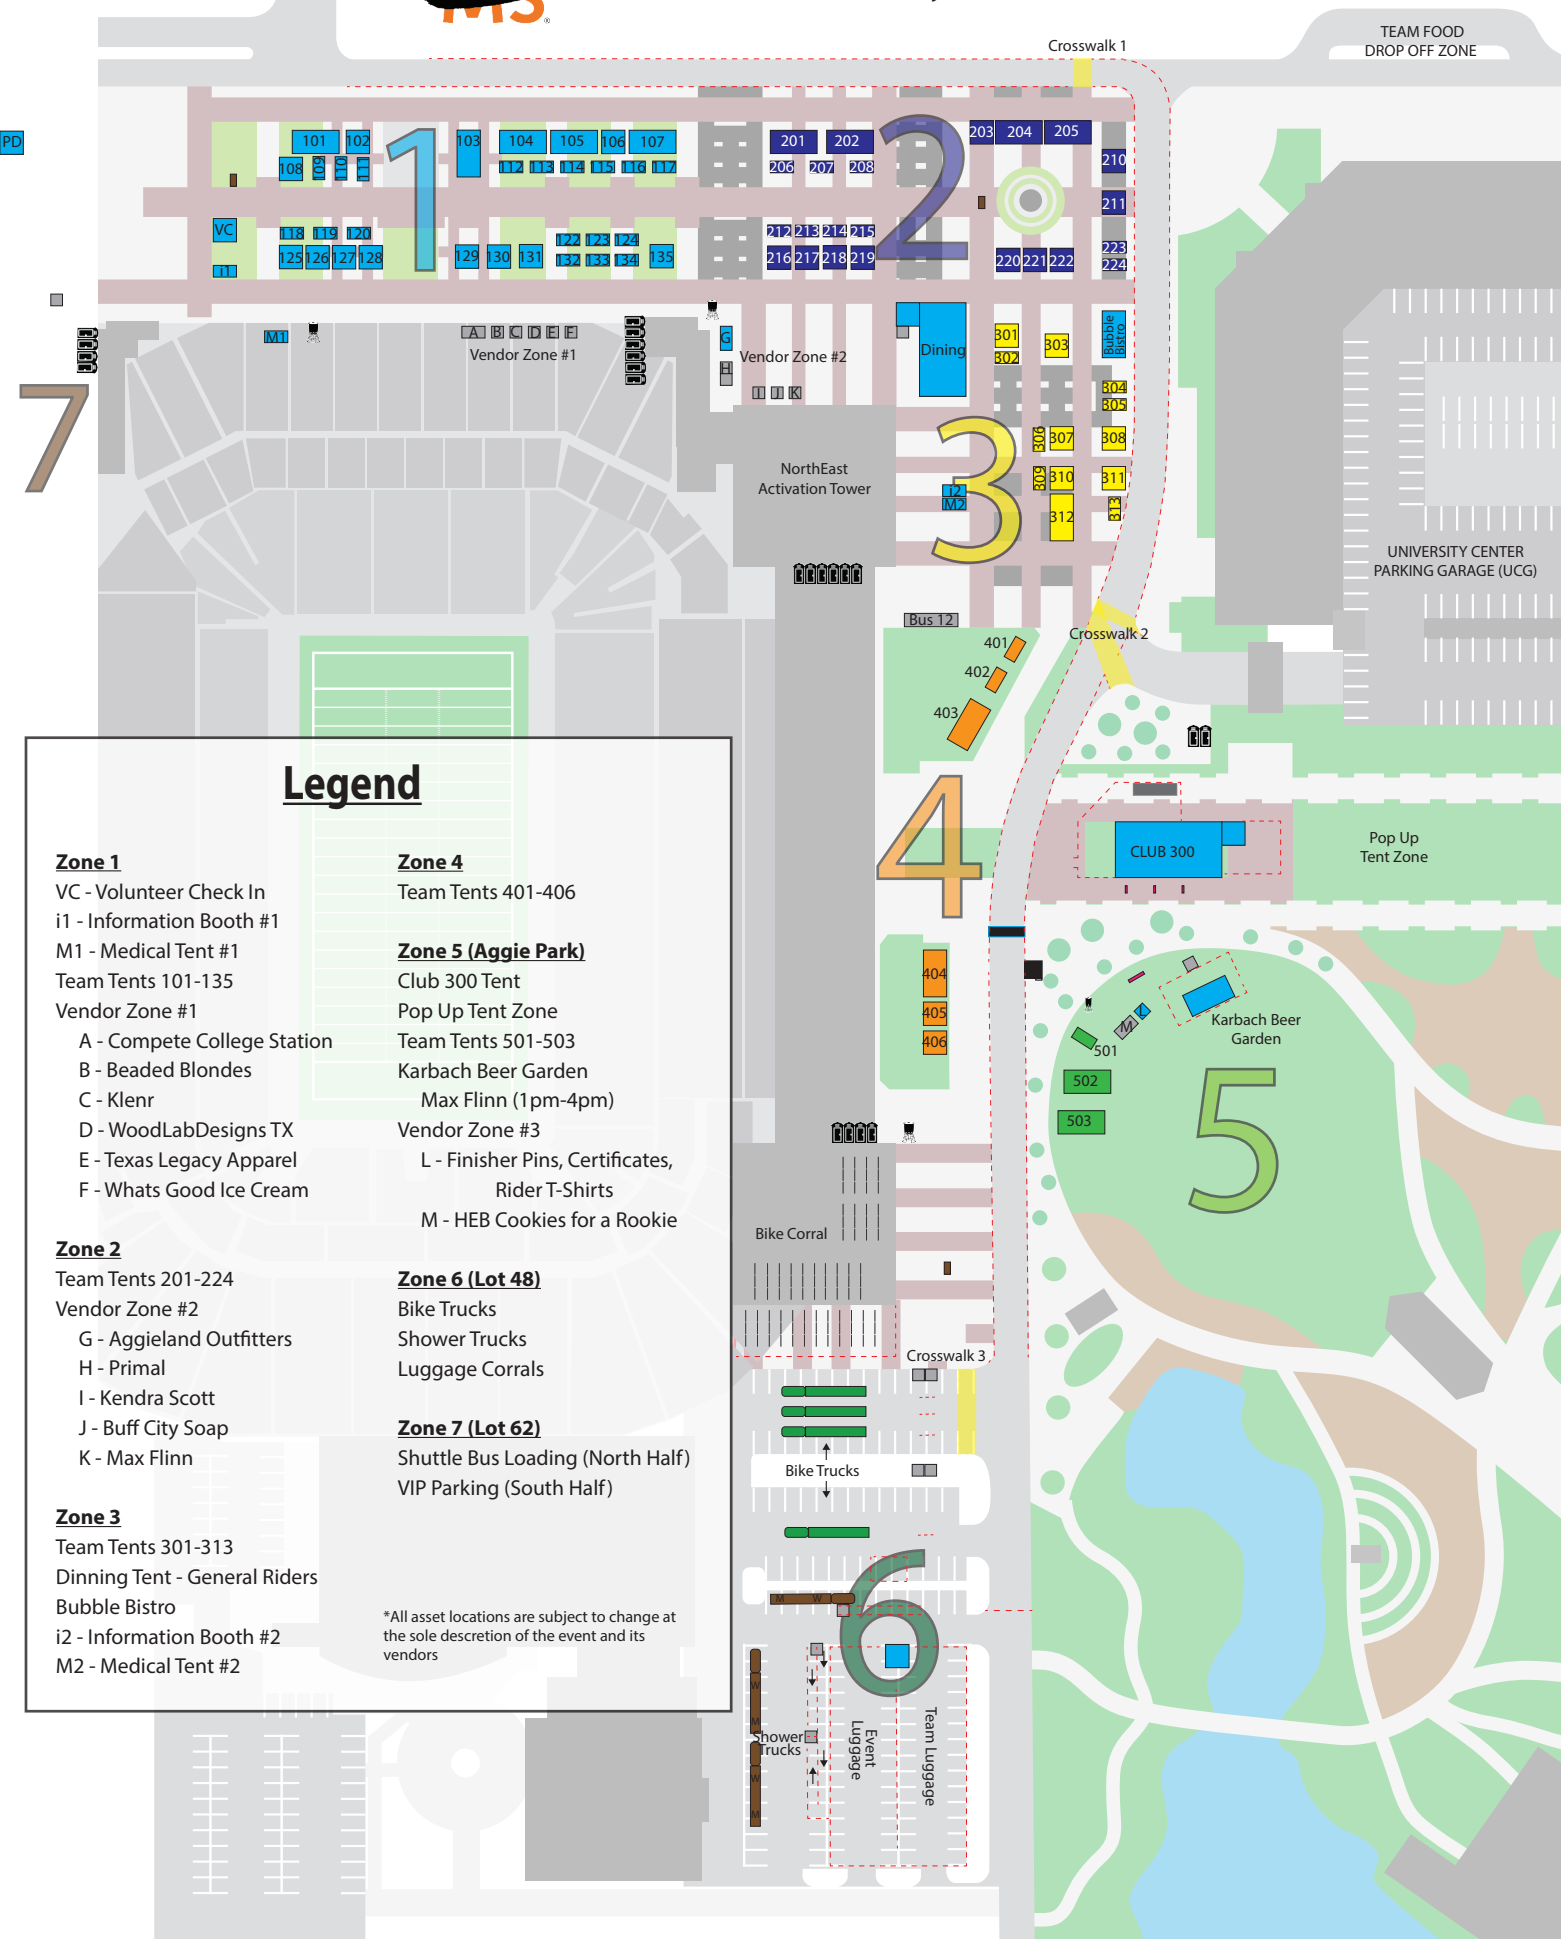 MS
Crosswalk 1
TEAM FOOD
DROP OFF ZONE
PD
101
102
103
104
105
106
107
108
109
110
111
112
113
114
115
116
117
1
VC
i1
118
119
120
125
126
127
128
129
130
131
122
123
124
132
133
134
135
201
202
203
204
205
206
207
208
210
211
2
212
213
214
215
216
217
218
219
220
221
222
223
224
M1
A
B
C
D
E
F
Vendor Zone #1
G
H
Vendor Zone #2
I
J
K
Dining
301
302
303
Bubble
Bistro
304
305
306
307
308
309
310
311
312
313
3
i2
M2
7
NorthEast
Activation Tower
UNIVERSITY CENTER
PARKING GARAGE (UCG)
Bus 12
Crosswalk 2
401
402
403
4
CLUB 300
Pop Up
Tent Zone
404
405
406
L
M
Karbach Beer
Garden
501
502
503
5
Bike Corral
Crosswalk 3
Bike Trucks
M
W
6
W
M
Shower
Trucks
W
M
Event
Luggage
Team Luggage
Legend
Zone 1
VC - Volunteer Check In
i1 - Information Booth #1
M1 - Medical Tent #1
Team Tents 101-135
Vendor Zone #1
A - Compete College Station
B - Beaded Blondes
C - Klenr
D - WoodLabDesigns TX
E - Texas Legacy Apparel
F - Whats Good Ice Cream
Zone 2
Team Tents 201-224
Vendor Zone #2
G - Aggieland Outfitters
H - Primal
I - Kendra Scott
J - Buff City Soap
K - Max Flinn
Zone 3
Team Tents 301-313
Dinning Tent - General Riders
Bubble Bistro
i2 - Information Booth #2
M2 - Medical Tent #2
Zone 4
Team Tents 401-406
Zone 5 (Aggie Park)
Club 300 Tent
Pop Up Tent Zone
Team Tents 501-503
Karbach Beer Garden
Max Flinn (1pm-4pm)
Vendor Zone #3
L - Finisher Pins, Certificates,
Rider T-Shirts
M - HEB Cookies for a Rookie
Zone 6 (Lot 48)
Bike Trucks
Shower Trucks
Luggage Corrals
Zone 7 (Lot 62)
Shuttle Bus Loading (North Half)
VIP Parking (South Half)
*All asset locations are subject to change at
the sole descretion of the event and its
vendors